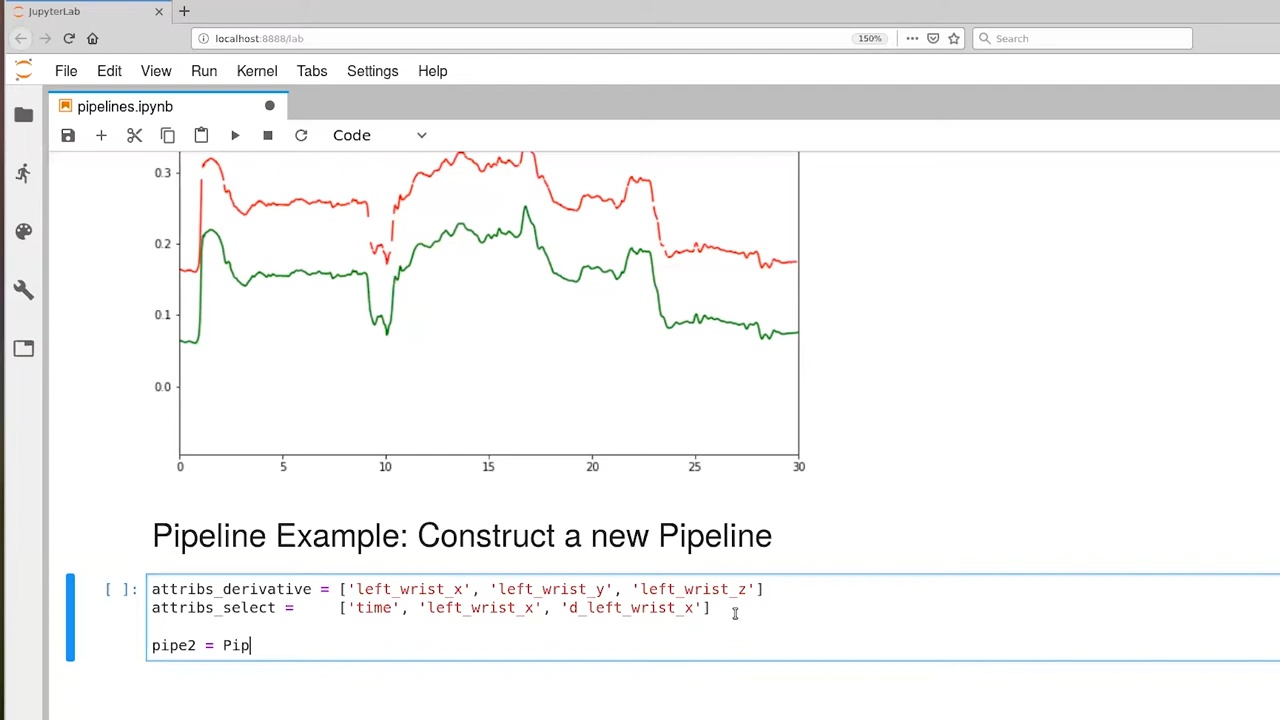 JupyterLab
localhost:8888/lab
150%
Search
File Edit View Run Kernel Tabs Settings Help
pipelines.ipynb
Code
0.3
0.2
0.1
0.0
0 5 10 15 20 25 30
Pipeline Example: Construct a new Pipeline
[ ]: attribs_derivative = ['left_wrist_x', 'left_wrist_y', 'left_wrist_z']
attribs_select =     ['time', 'left_wrist_x', 'd_left_wrist_x']
pipe2 = Pip